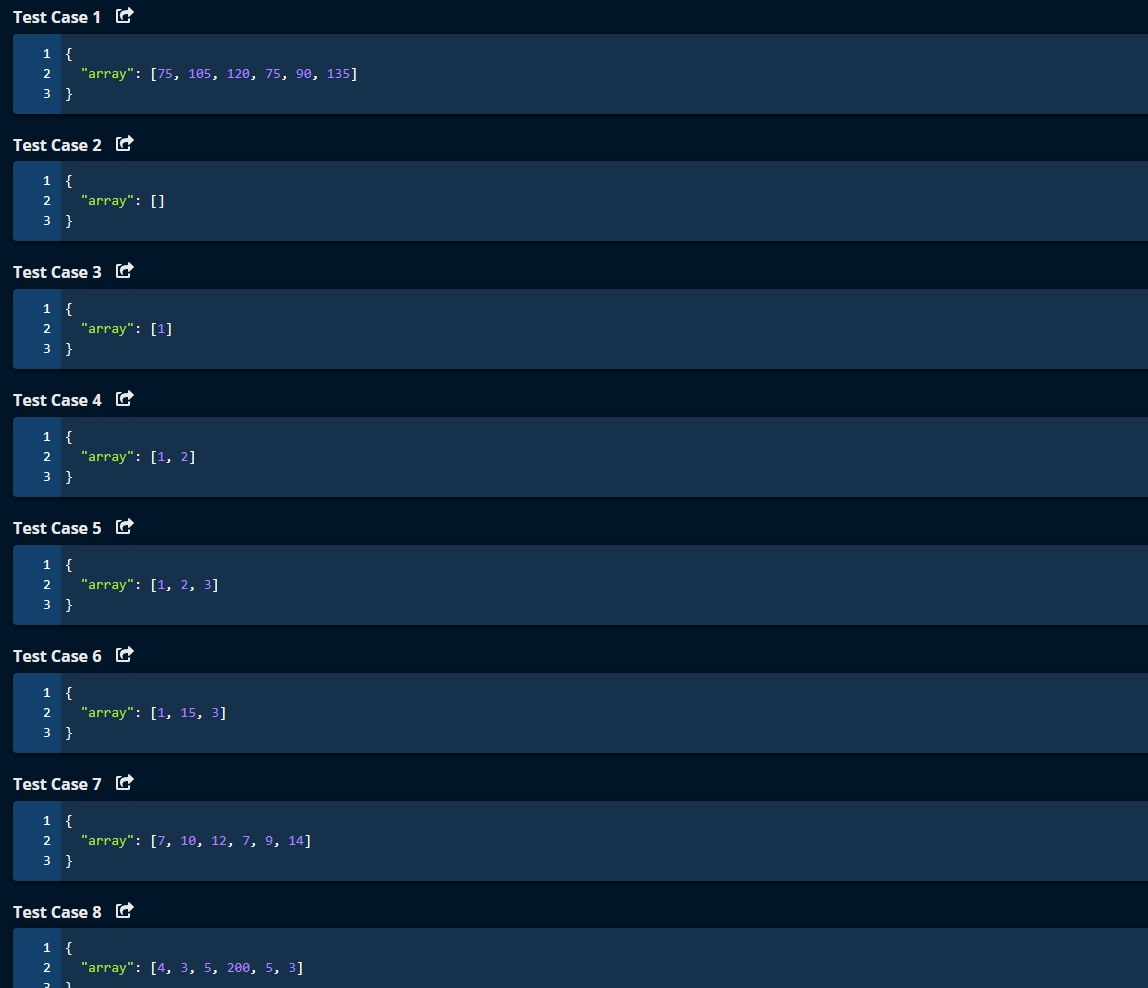 Test Case 1
1 {
2   "array": [75, 105, 120, 75, 90, 135]
3 }
Test Case 2
1 {
2   "array": []
3 }
Test Case 3
1 {
2   "array": [1]
3 }
Test Case 4
1 {
2   "array": [1, 2]
3 }
Test Case 5
1 {
2   "array": [1, 2, 3]
3 }
Test Case 6
1 {
2   "array": [1, 15, 3]
3 }
Test Case 7
1 {
2   "array": [7, 10, 12, 7, 9, 14]
3 }
Test Case 8
1 {
2   "array": [4, 3, 5, 200, 5, 3]
3 }